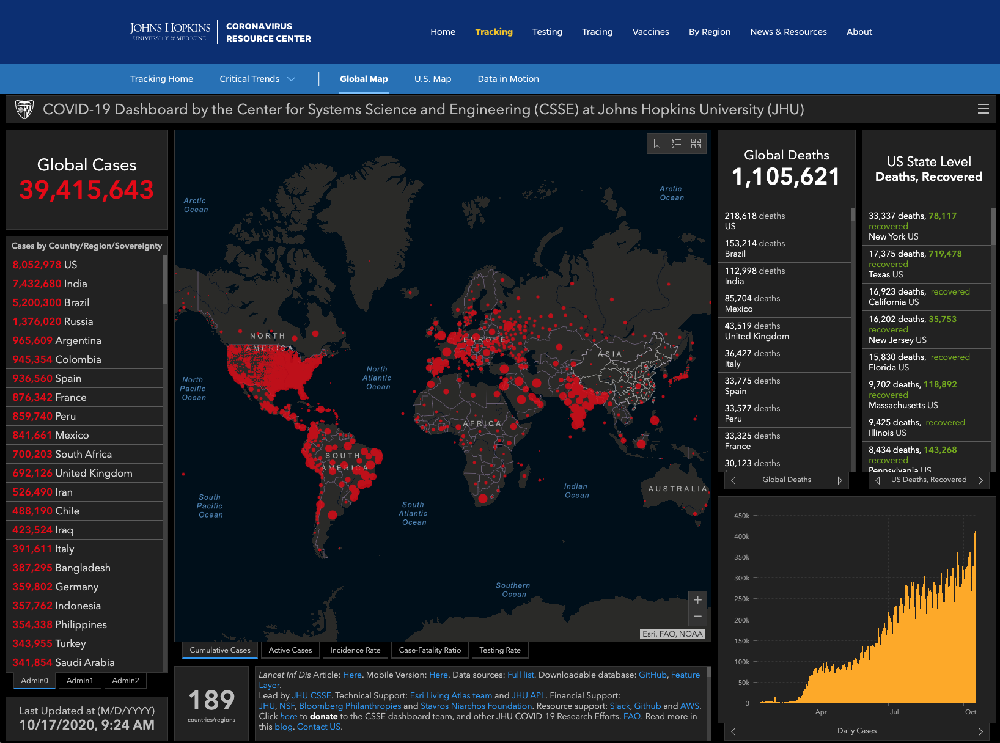 JOHNS HOPKINS
UNIVERSITY & MEDICINE
CORONAVIRUS
RESOURCE CENTER
Home
Tracking
Testing
Tracing
Vaccines
By Region
News & Resources
About
Tracking Home
Critical Trends
Global Map
U.S. Map
Data in Motion
COVID-19 Dashboard by the Center for Systems Science and Engineering (CSSE) at Johns Hopkins University (JHU)
Global Cases
39,415,643
Cases by Country/Region/Sovereignty
8,052,978 US
7,432,680 India
5,200,300 Brazil
1,376,020 Russia
965,609 Argentina
945,354 Colombia
936,560 Spain
876,342 France
859,740 Peru
841,661 Mexico
700,203 South Africa
692,126 United Kingdom
526,490 Iran
488,190 Chile
423,524 Iraq
391,611 Italy
387,295 Bangladesh
359,802 Germany
357,762 Indonesia
354,338 Philippines
343,955 Turkey
341,854 Saudi Arabia
Admin0
Admin1
Admin2
Last Updated at (M/D/YYYY)
10/17/2020, 9:24 AM
Arctic
Ocean
Arctic
Ocean
NORTH
AMERICA
EUROPE
ASIA
North
Pacific
Ocean
North
Atlantic
Ocean
AFRICA
SOUTH
AMERICA
South
Pacific
Ocean
South
Atlantic
Ocean
Indian
Ocean
AUSTRALIA
Southern
Ocean
+
−
Esri, FAO, NOAA
Cumulative Cases
Active Cases
Incidence Rate
Case-Fatality Ratio
Testing Rate
189
countries/regions
Lancet Inf Dis Article: Here. Mobile Version: Here. Data sources: Full list. Downloadable database: GitHub, Feature
Layer.
Lead by JHU CSSE. Technical Support: Esri Living Atlas team and JHU APL. Financial Support:
JHU, NSF, Bloomberg Philanthropies and Stavros Niarchos Foundation. Resource support: Slack, Github and AWS.
Click here to donate to the CSSE dashboard team, and other JHU COVID-19 Research Efforts. FAQ. Read more in
this blog. Contact US.
Global Deaths
1,105,621
218,618 deaths
US
153,214 deaths
Brazil
112,998 deaths
India
85,704 deaths
Mexico
43,519 deaths
United Kingdom
36,427 deaths
Italy
33,775 deaths
Spain
33,577 deaths
Peru
33,325 deaths
France
30,123 deaths
Global Deaths
US State Level
Deaths, Recovered
33,337 deaths, 78,117
recovered
New York US
17,375 deaths, 719,478
recovered
Texas US
16,923 deaths, recovered
California US
16,202 deaths, 35,753
recovered
New Jersey US
15,830 deaths, recovered
Florida US
9,702 deaths, 118,892
recovered
Massachusetts US
9,425 deaths, recovered
Illinois US
8,434 deaths, 143,268
recovered
Pennsylvania US
US Deaths, Recovered
450k
400k
350k
300k
250k
200k
150k
100k
50k
0
Apr
Jul
Oct
Daily Cases